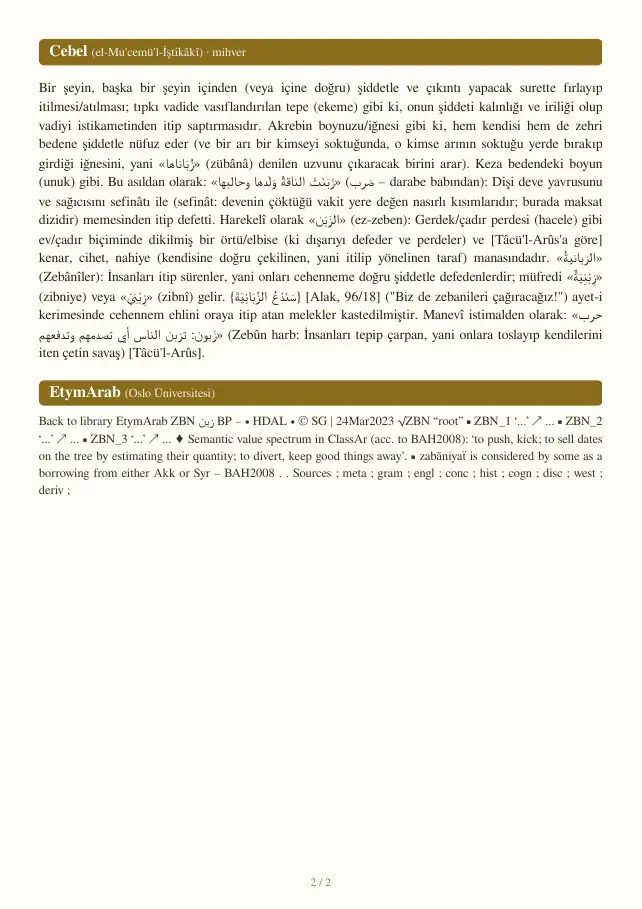 Cebel (el-Mu'cemü'l-İştikâkî) · mihver
Bir şeyin, başka bir şeyin içinden (veya içine doğru) şiddetle ve çıkıntı yapacak surette fırlayıp
itilmesi/atılması; tıpkı vadide vasıflandırılan tepe (ekeme) gibi ki, onun şiddeti kalınlığı ve iriliği olup
vadiyi istikametinden itip saptırmasıdır. Akrebin boynuzu/iğnesi gibi ki, hem kendisi hem de zehri
bedene şiddetle nüfuz eder (ve bir arı bir kimseyi soktuğunda, o kimse arının soktuğu yerde bırakıp
girdiği iğnesini, yani «زُبَاناها» (zübânâ) denilen uzvunu çıkaracak birini arar). Keza bedendeki boyun
(unuk) gibi. Bu asıldan olarak: «زَبَنَتْ الناقةُ وَلَدها وحالبها» (ضرب – darabe babından): Dişi deve yavrusunu
ve sağıcısını sefinâtı ile (sefinât: devenin çöktüğü vakit yere değen nasırlı kısımlarıdır; burada maksat
dizidir) memesinden itip defetti. Harekeli olarak «الزَبَن» (ez-zeben): Gerdek/çadır perdesi (hacele) gibi
ev/çadır biçiminde dikilmiş bir örtü/elbise (ki dışarıyı defeder ve perdeler) ve [Tâcü'l-Arûs'a göre]
kenar, cihet, nahiye (kendisine doğru çekilinen, yani itilip yönelinen taraf) manasındadır. «الزبانيةُ»
(Zebânîler): İnsanları itip sürenler, yani onları cehenneme doğru şiddetle defedenlerdir; müfredi «زِبْنِيَةٌ»
(zibniye) veya «زِبْنِيّ» (zibnî) gelir. {سَنَدْعُ الزَّبَانِيَةَ} [Alak, 96/18] ("Biz de zebanileri çağıracağız!") ayet-i
kerimesinde cehennem ehlini oraya itip atan melekler kastedilmiştir. Manevî istimalden olarak: «حرب
زَبون: تزبن الناس أي تصدمهم وتدفعهم» (Zebûn harb: İnsanları tepip çarpan, yani onlara toslayıp kendilerini
iten çetin savaş) [Tâcü'l-Arûs].
EtymArab (Oslo Üniversitesi)
Back to library EtymArab ZBN زبن BP – • HDAL • © SG | 24Mar2023 √ZBN “root” ▪ ZBN_1 ‘...’ ↗ ... ▪ ZBN_2
‘...’ ↗ ... ▪ ZBN_3 ‘...’ ↗ ... ♦ Semantic value spectrum in ClassAr (acc. to BAH2008): ‘to push, kick; to sell dates
on the tree by estimating their quantity; to divert, keep good things away’. ▪ zabāniyaẗ is considered by some as a
borrowing from either Akk or Syr – BAH2008 . . Sources ; meta ; gram ; engl ; conc ; hist ; cogn ; disc ; west ;
deriv ;
2 / 2